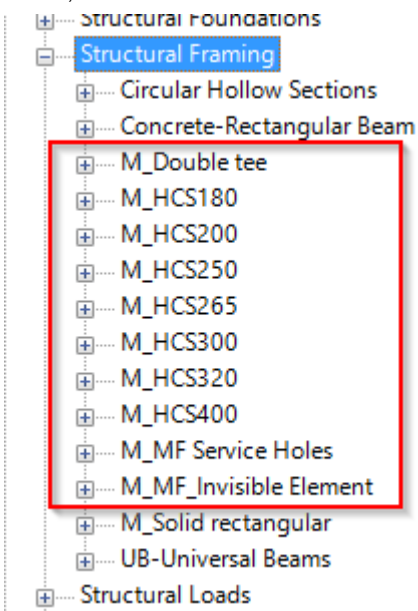 Structural Foundations
Structural Framing
Circular Hollow Sections
Concrete-Rectangular Beam
M_Double tee
M_HCS180
M_HCS200
M_HCS250
M_HCS265
M_HCS300
M_HCS320
M_HCS400
M_MF Service Holes
M_MF_Invisible Element
M_Solid rectangular
UB-Universal Beams
Structural Loads